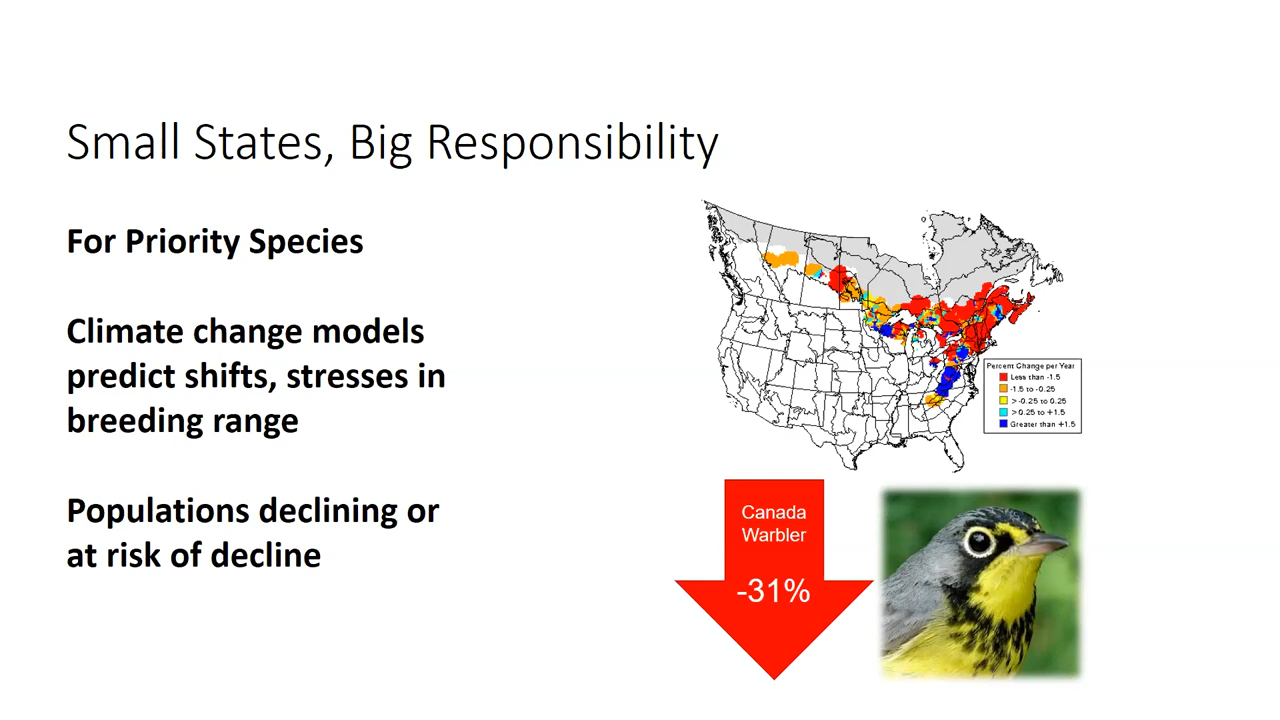 Small States, Big Responsibility
For Priority Species
Climate change models
predict shifts, stresses in
breeding range
Populations declining or
at risk of decline
Percent Change per Year
Less than -1.5
-1.5 to -0.25
> -0.25 to 0.25
> 0.25 to +1.5
Greater than +1.5
Canada
Warbler
-31%